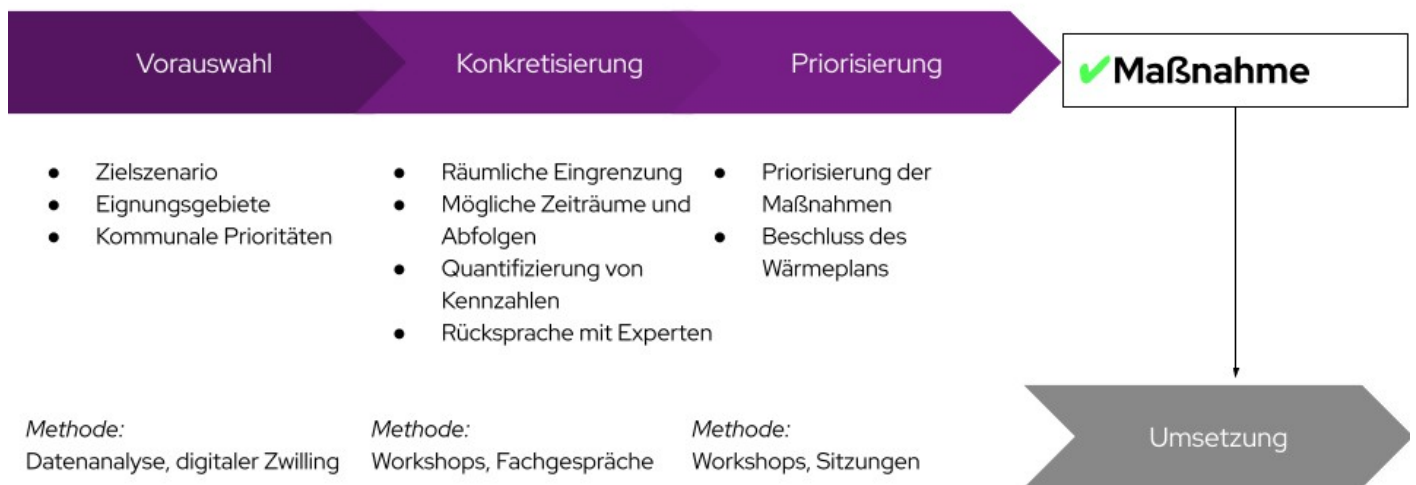 Vorauswahl
Konkretisierung
Priorisierung
✔Maßnahme
● Zielszenario
● Eignungsgebiete
● Kommunale Prioritäten
● Räumliche Eingrenzung
● Mögliche Zeiträume und
Abfolgen
● Quantifizierung von
Kennzahlen
● Rücksprache mit Experten
● Priorisierung der
Maßnahmen
● Beschluss des
Wärmeplans
Methode:
Datenanalyse, digitaler Zwilling
Methode:
Workshops, Fachgespräche
Methode:
Workshops, Sitzungen
Umsetzung